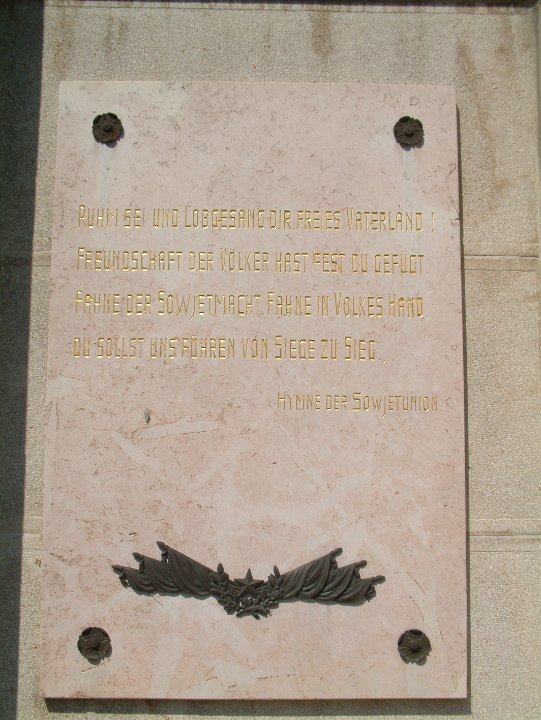 „RUHM SEI UND LOBGESANG DIR FREIES VATERLAND!
FREUNDSCHAFT DER VÖLKER HAST FEST DU GEFÜGT.
FAHNE DER SOWJETMACHT, FAHNE IN VOLKES HAND,
DU SOLLST UNS FÜHREN VON SIEGE ZU SIEG„
HYMNE DER SOWJETUNION.